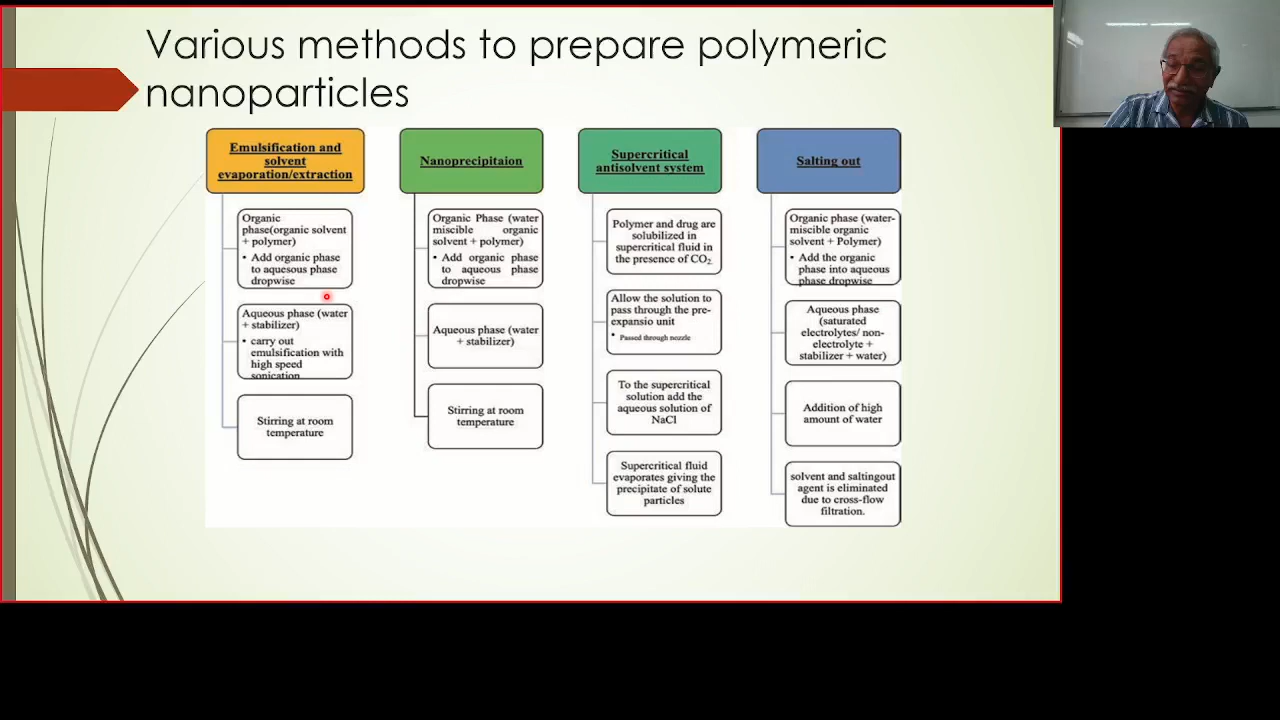 Various methods to prepare polymeric
nanoparticles
Emulsification and
solvent
evaporation/extraction
Organic
phase(organic solvent
+ polymer)
• Add organic phase
to aquesous phase
dropwise
Aqueous phase (water
+ stabilizer)
• carry out
emulsification with
high speed
sonication
Stirring at room
temperature
Nanoprecipitaion
Organic Phase (water
miscible organic
solvent + polymer)
• Add organic phase
to aqueous phase
dropwise
Aqueous phase (water
+ stabilizer)
Stirring at room
temperature
Supercritical
antisolvent system
Polymer and drug are
solubilized in
supercritical fluid in
the presence of CO₂
Allow the solution to
pass through the pre-
expansio unit
• Passed through nozzle
To the supercritical
solution add the
aqueous solution of
NaCl
Supercritical fluid
evaporates giving the
precipitate of solute
particles
Salting out
Organic phase (water-
miscible organic
solvent + Polymer)
• Add the organic
phase into aqueous
phase dropwise
Aqueous phase
(saturated
electrolytes/ non-
electrolyte +
stabilizer + water)
Addition of high
amount of water
solvent and saltingout
agent is eliminated
due to cross-flow
filtration.